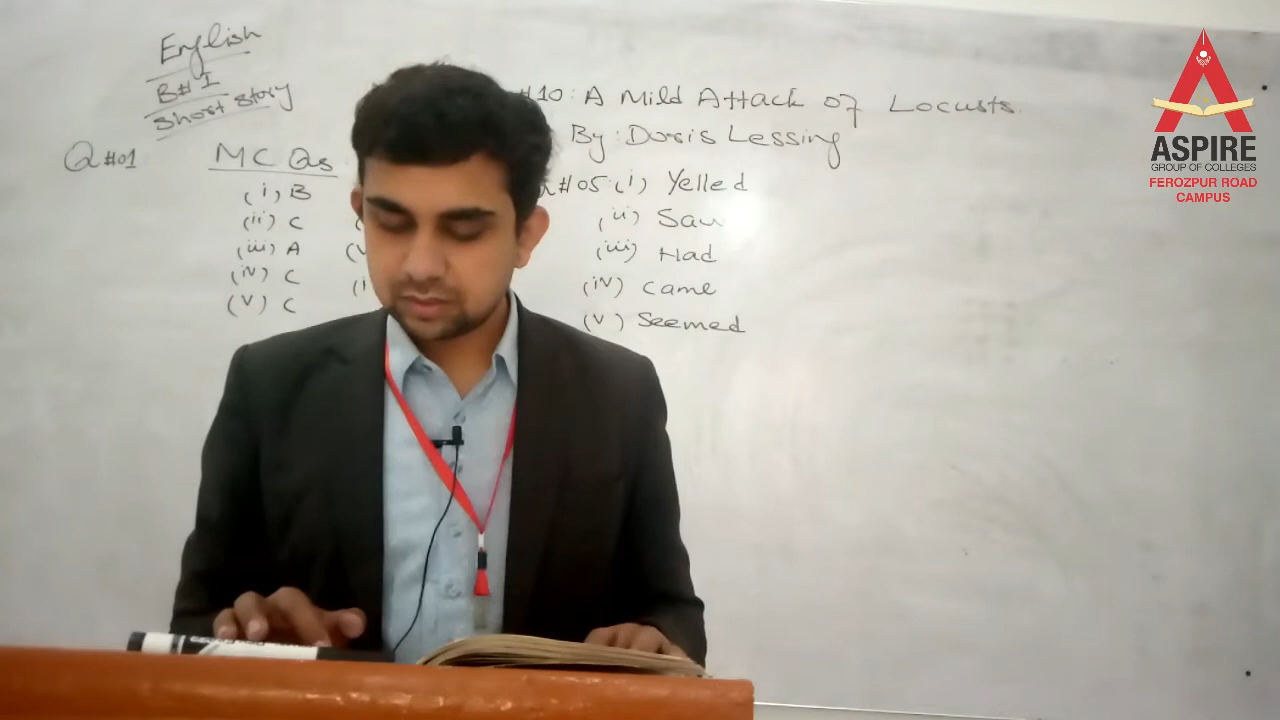 English
B#I
Short story
#10: A Mild Attack of Locusts.
By: Doris Lessing
Q#01
MCQs
(i) B
(ii) C
(iii) A
(iv) C
(v) C
#05: (i) Yelled
(ii) Saw
(iii) Had
(iv) Came
(v) Seemed
ASPIRE
GROUP OF COLLEGES
FEROZPUR ROAD
CAMPUS